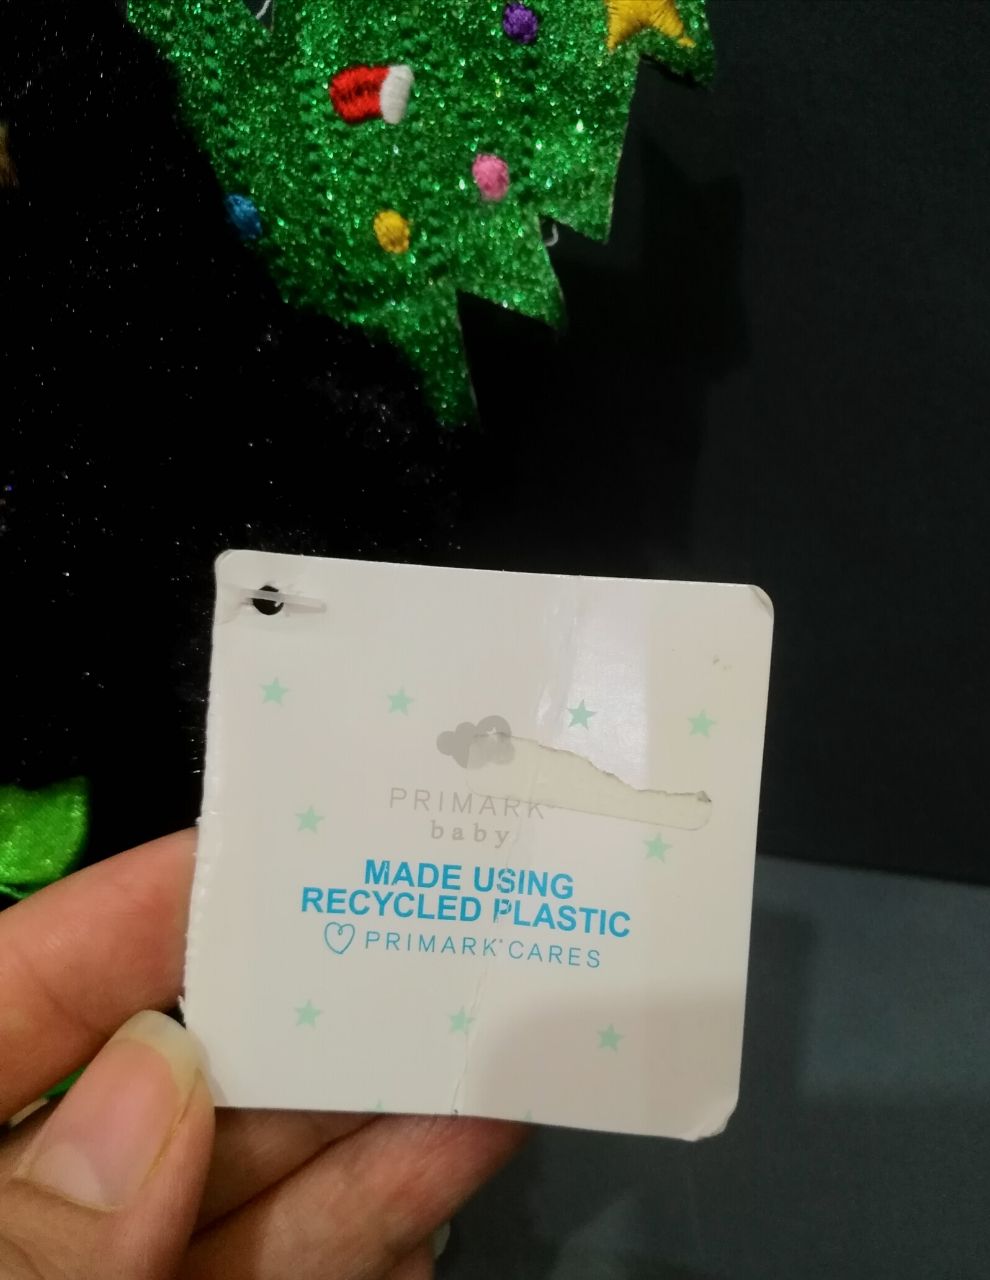 PRIMARK®
baby
MADE USING
RECYCLED PLASTIC
PRIMARK® CARES